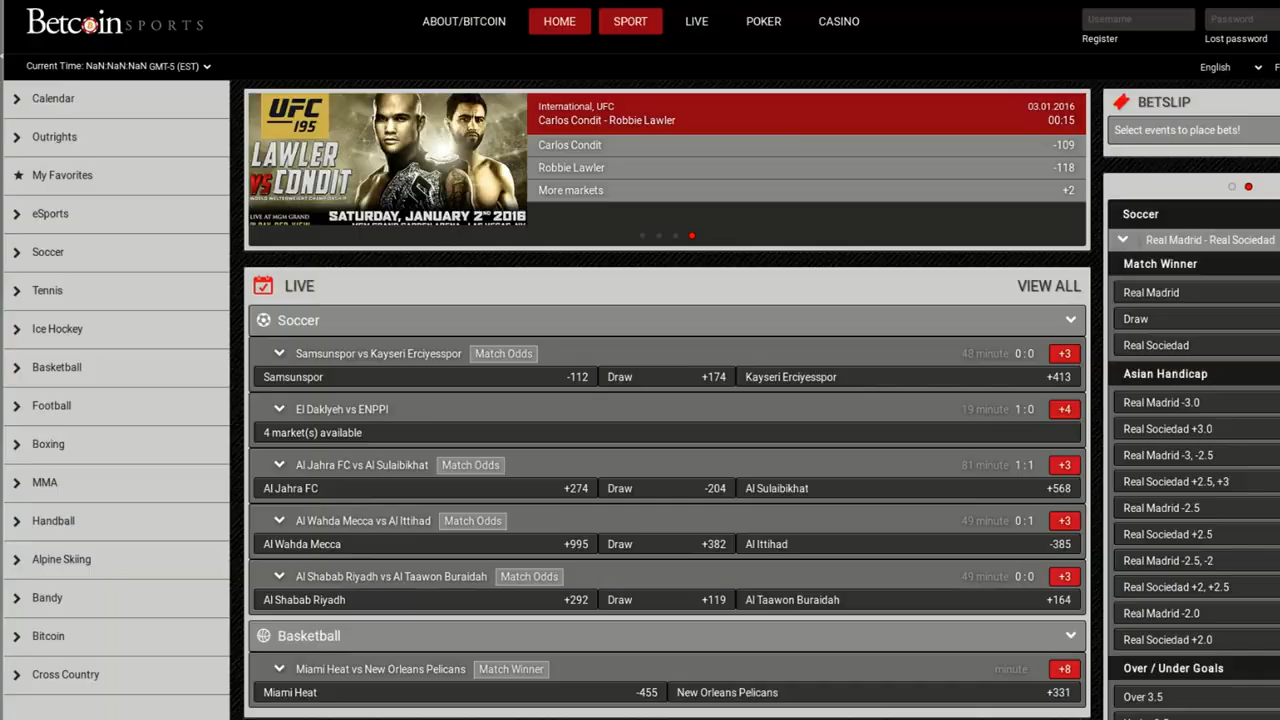 Betcoin SPORTS
ABOUT/BITCOIN
HOME
SPORT
LIVE
POKER
CASINO
Username
Password
Register
Lost password
Current Time: NaN:NaN:NaN GMT-5 (EST)
English
F
Calendar
Outrights
My Favorites
eSports
Soccer
Tennis
Ice Hockey
Basketball
Football
Boxing
MMA
Handball
Alpine Skiing
Bandy
Bitcoin
Cross Country
UFC
195
LAWLER
VS CONDIT
WORLD WELTERWEIGHT CHAMPIONSHIP
LIVE AT MGM GRAND
SATURDAY, JANUARY 2ND 2016
International, UFC
03.01.2016
Carlos Condit - Robbie Lawler
00:15
Carlos Condit -109
Robbie Lawler -118
More markets +2
LIVE
VIEW ALL
Soccer
Samsunspor vs Kayseri Erciyesspor Match Odds 48 minute 0:0 +3
Samsunspor -112 Draw +174 Kayseri Erciyesspor +413
El Daklyeh vs ENPPI 19 minute 1:0 +4
4 market(s) available
Al Jahra FC vs Al Sulaibikhat Match Odds 81 minute 1:1 +3
Al Jahra FC +274 Draw -204 Al Sulaibikhat +568
Al Wahda Mecca vs Al Ittihad Match Odds 49 minute 0:1 +3
Al Wahda Mecca +995 Draw +382 Al Ittihad -385
Al Shabab Riyadh vs Al Taawon Buraidah Match Odds 49 minute 0:0 +3
Al Shabab Riyadh +292 Draw +119 Al Taawon Buraidah +164
Basketball
Miami Heat vs New Orleans Pelicans Match Winner minute +8
Miami Heat -455 New Orleans Pelicans +331
BETSLIP
Select events to place bets!
Soccer
Real Madrid - Real Sociedad
Match Winner
Real Madrid
Draw
Real Sociedad
Asian Handicap
Real Madrid -3.0
Real Sociedad +3.0
Real Madrid -3, -2.5
Real Sociedad +2.5, +3
Real Madrid -2.5
Real Sociedad +2.5
Real Madrid -2.5, -2
Real Sociedad +2, +2.5
Real Madrid -2.0
Real Sociedad +2.0
Over / Under Goals
Over 3.5